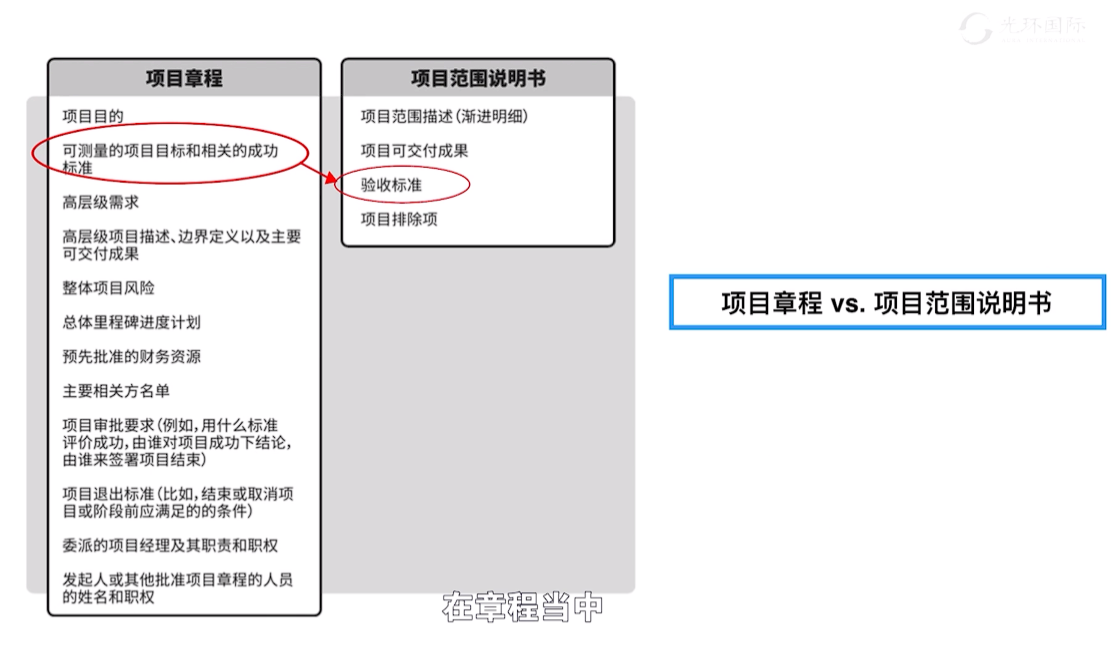 光环国际
项目章程
项目目的
可测量的项目目标和相关的成功
标准
高层级需求
高层级项目描述、边界定义以及主要
可交付成果
整体项目风险
总体里程碑进度计划
预先批准的财务资源
主要相关方名单
项目审批要求(例如,用什么标准
评价成功,由谁对项目成功下结论,
由谁来签署项目结束)
项目退出标准(比如,结束或取消项
目或阶段前应满足的的条件)
委派的项目经理及其职责和职权
发起人或其他批准项目章程的人员
的姓名和职权
项目范围说明书
项目范围描述(渐进明细)
项目可交付成果
验收标准
项目排除项
项目章程 vs. 项目范围说明书
在章程当中